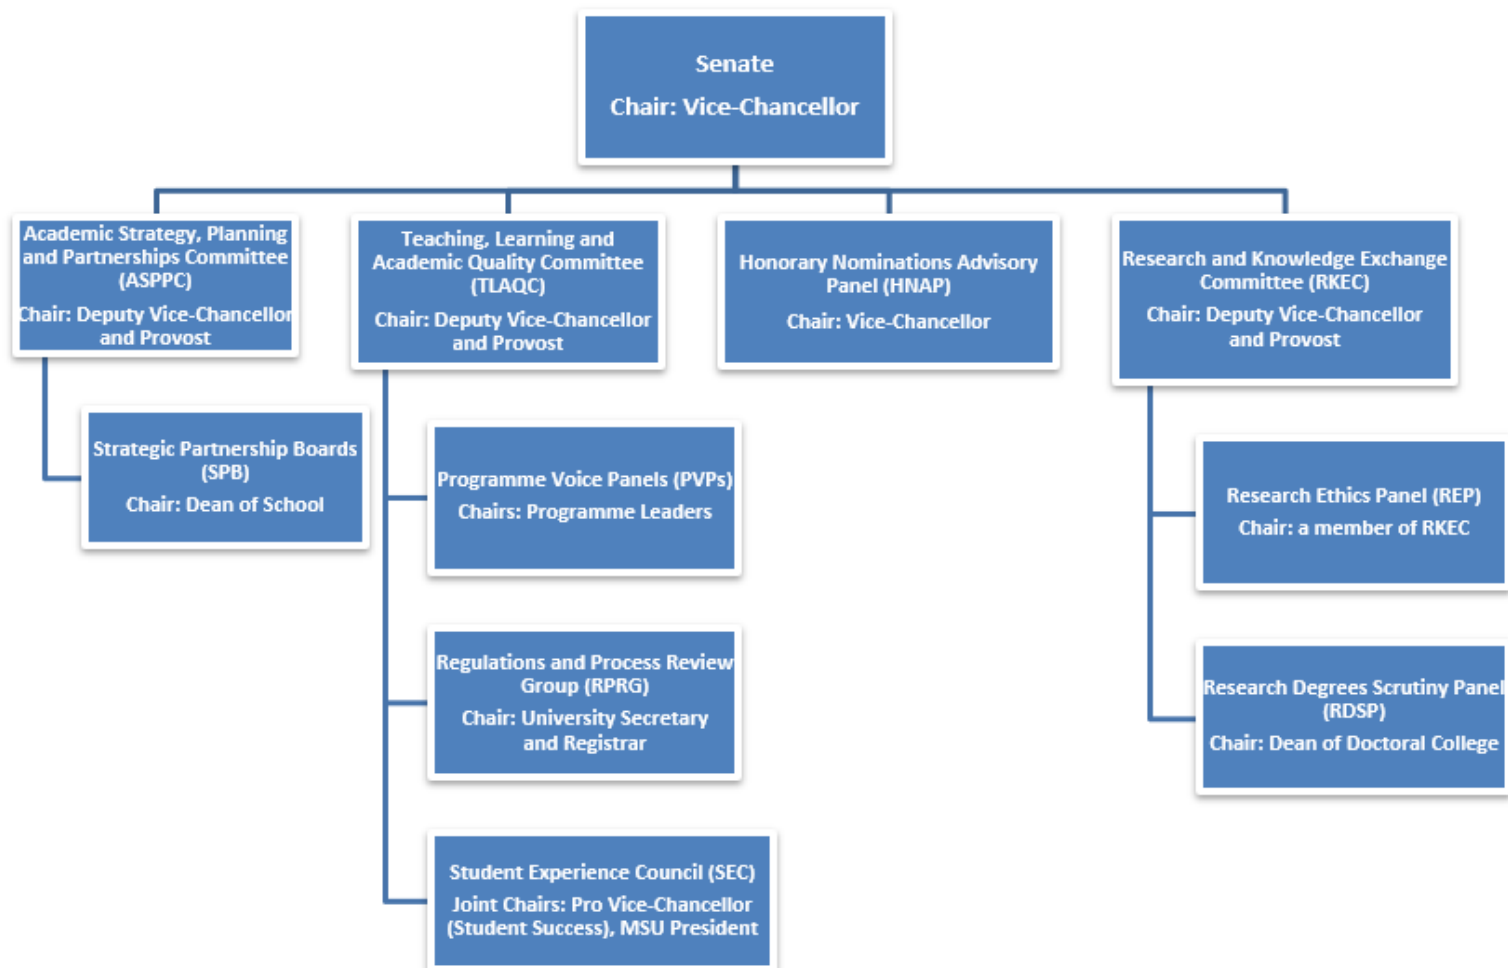 Senate
Chair: Vice-Chancellor
Academic Strategy, Planning
and Partnerships Committee
(ASPPC)
Chair: Deputy Vice-Chancellor
and Provost
Teaching, Learning and
Academic Quality Committee
(TLAQC)
Chair: Deputy Vice-Chancellor
and Provost
Honorary Nominations Advisory
Panel (HNAP)
Chair: Vice-Chancellor
Research and Knowledge Exchange
Committee (RKEC)
Chair: Deputy Vice-Chancellor
and Provost
Strategic Partnership Boards
(SPB)
Chair: Dean of School
Programme Voice Panels (PVPs)
Chairs: Programme Leaders
Regulations and Process Review
Group (RPRG)
Chair: University Secretary
and Registrar
Student Experience Council (SEC)
Joint Chairs: Pro Vice-Chancellor
(Student Success), MSU President
Research Ethics Panel (REP)
Chair: a member of RKEC
Research Degrees Scrutiny Panel
(RDSP)
Chair: Dean of Doctoral College